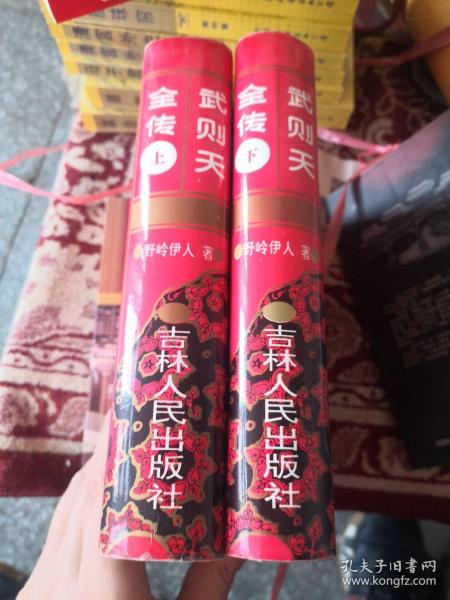 武则天
全传
上
野岭伊人 著
吉林人民出版社
武则天
全传
下
野岭伊人 著
吉林人民出版社
孔夫子旧书网
www.kongfz.com